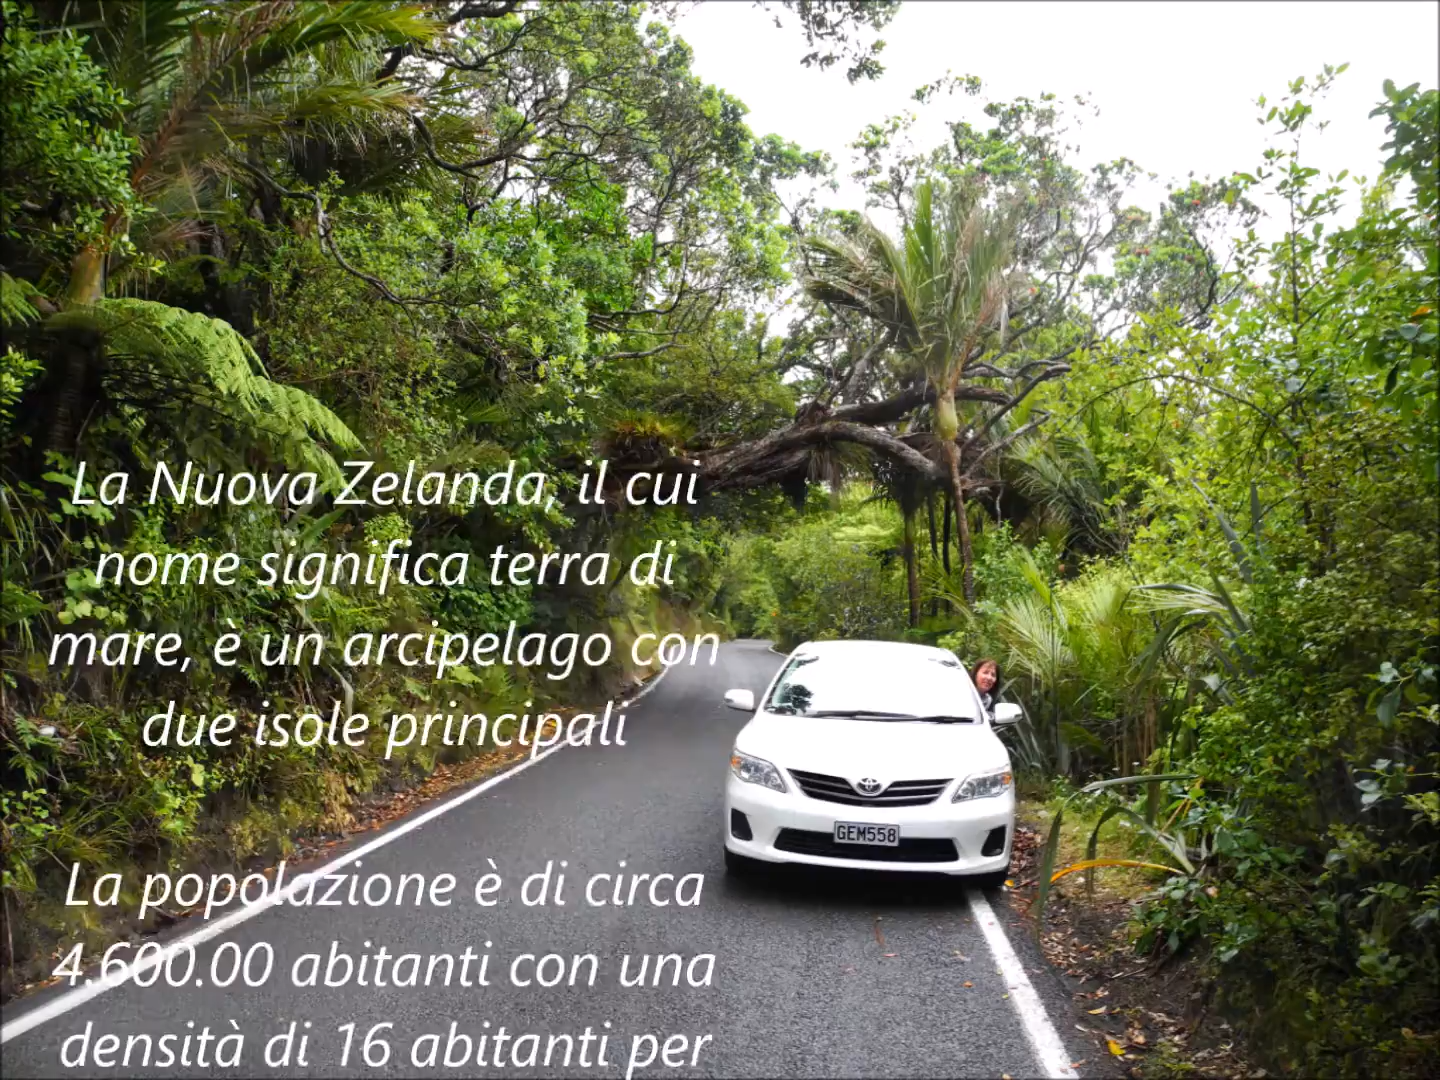 La Nuova Zelanda, il cui
nome significa terra di
mare, è un arcipelago con
due isole principali
La popolazione è di circa
4.600.00 abitanti con una
densità di 16 abitanti per
GEM558